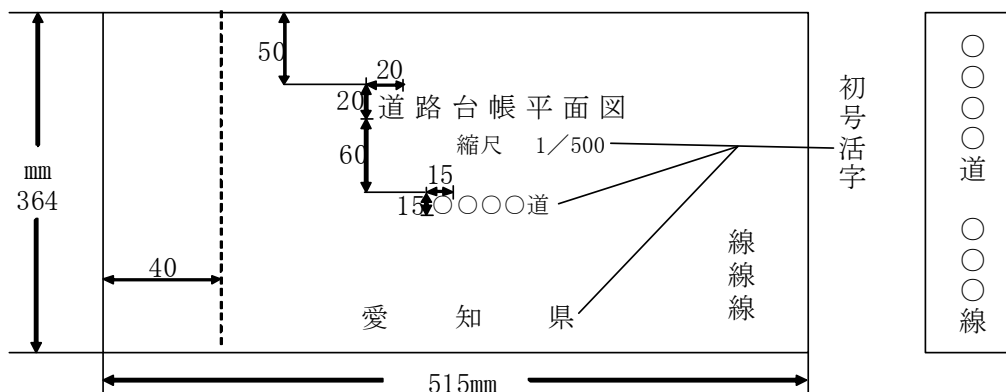 50
20
20
道路台帳平面図
縮尺 1／500
60
15
15
○○○○道
初号活字
mm
364
40
線
線
線
愛知県
515mm
○○○○道 ○○○線